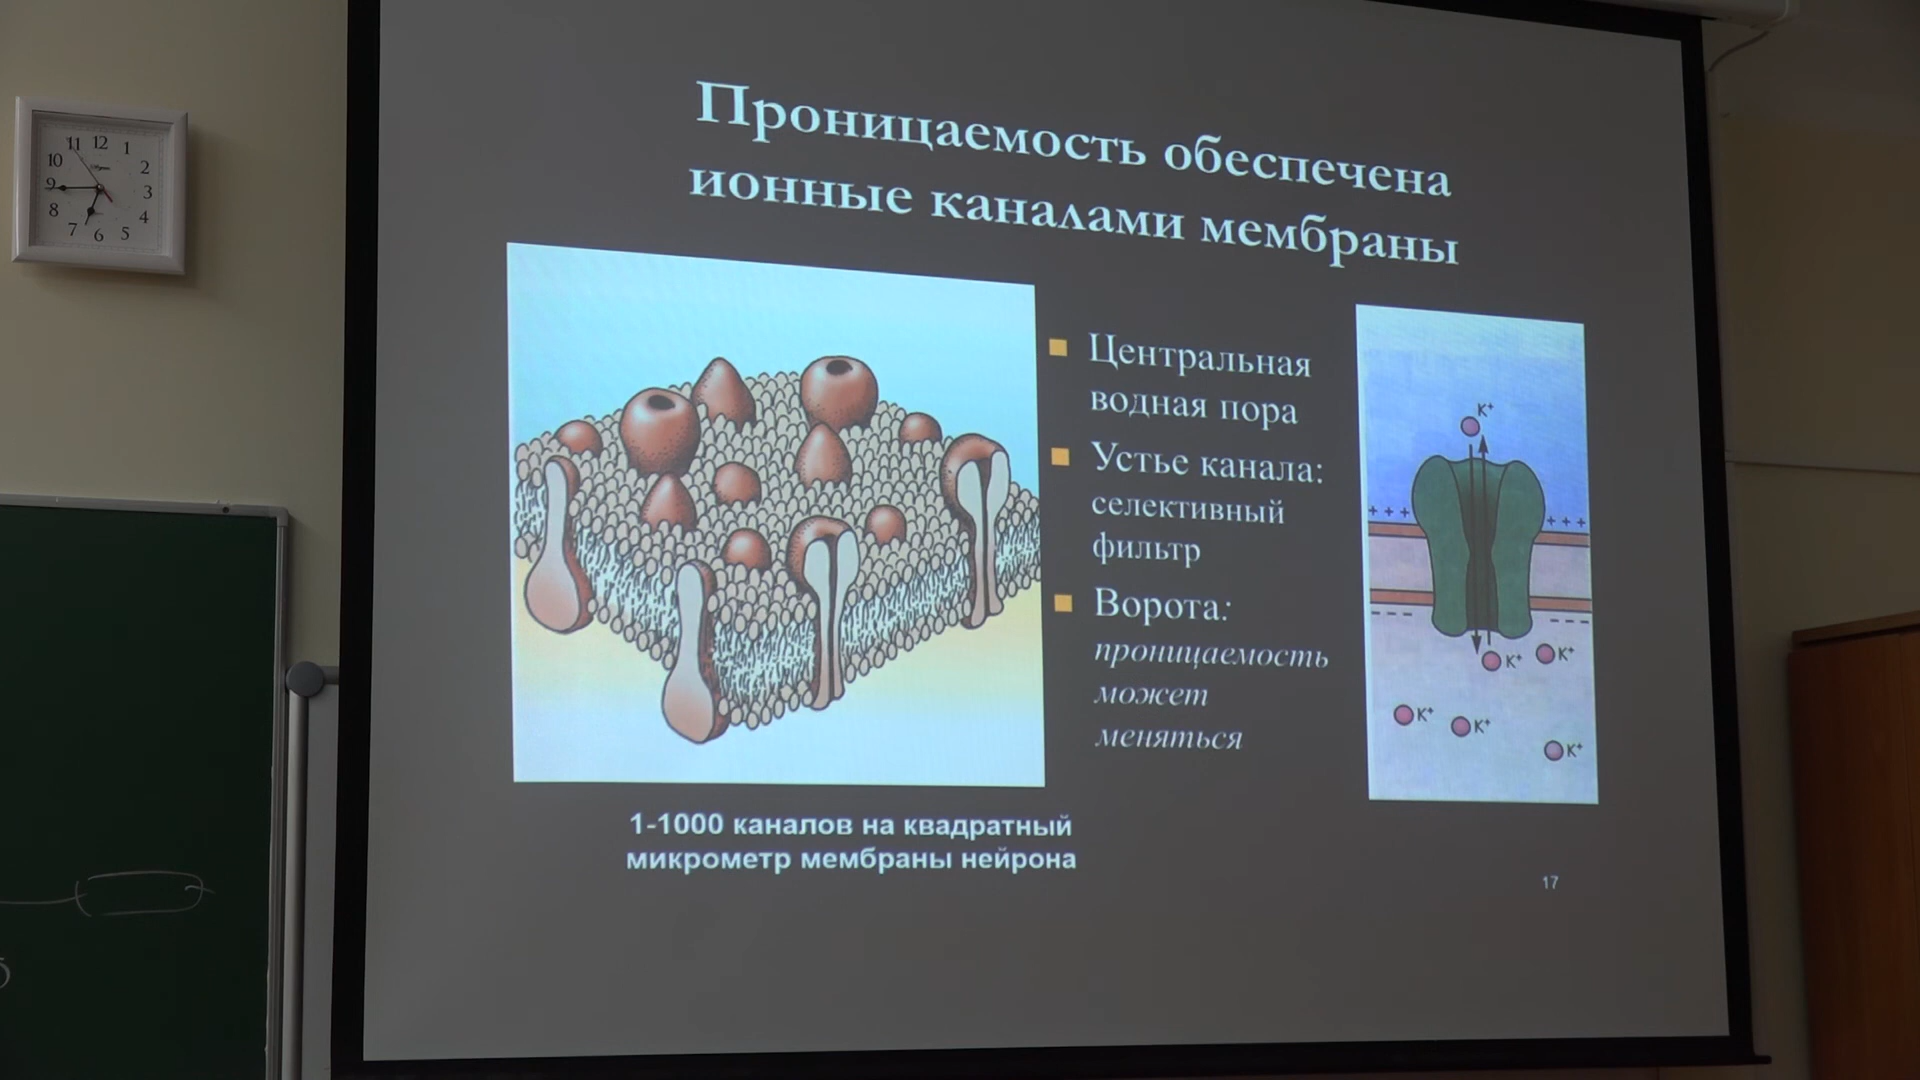 Проницаемость обеспечена
ионные каналами мембраны
Центральная
водная пора
Устье канала:
селективный
фильтр
Ворота:
проницаемость
может
меняться
1-1000 каналов на квадратный
микрометр мембраны нейрона
K⁺
+ + +
+ + +
- - -
- - -
K⁺
K⁺
K⁺
K⁺
K⁺
17
12
1
2
3
4
5
6
7
8
9
10
11